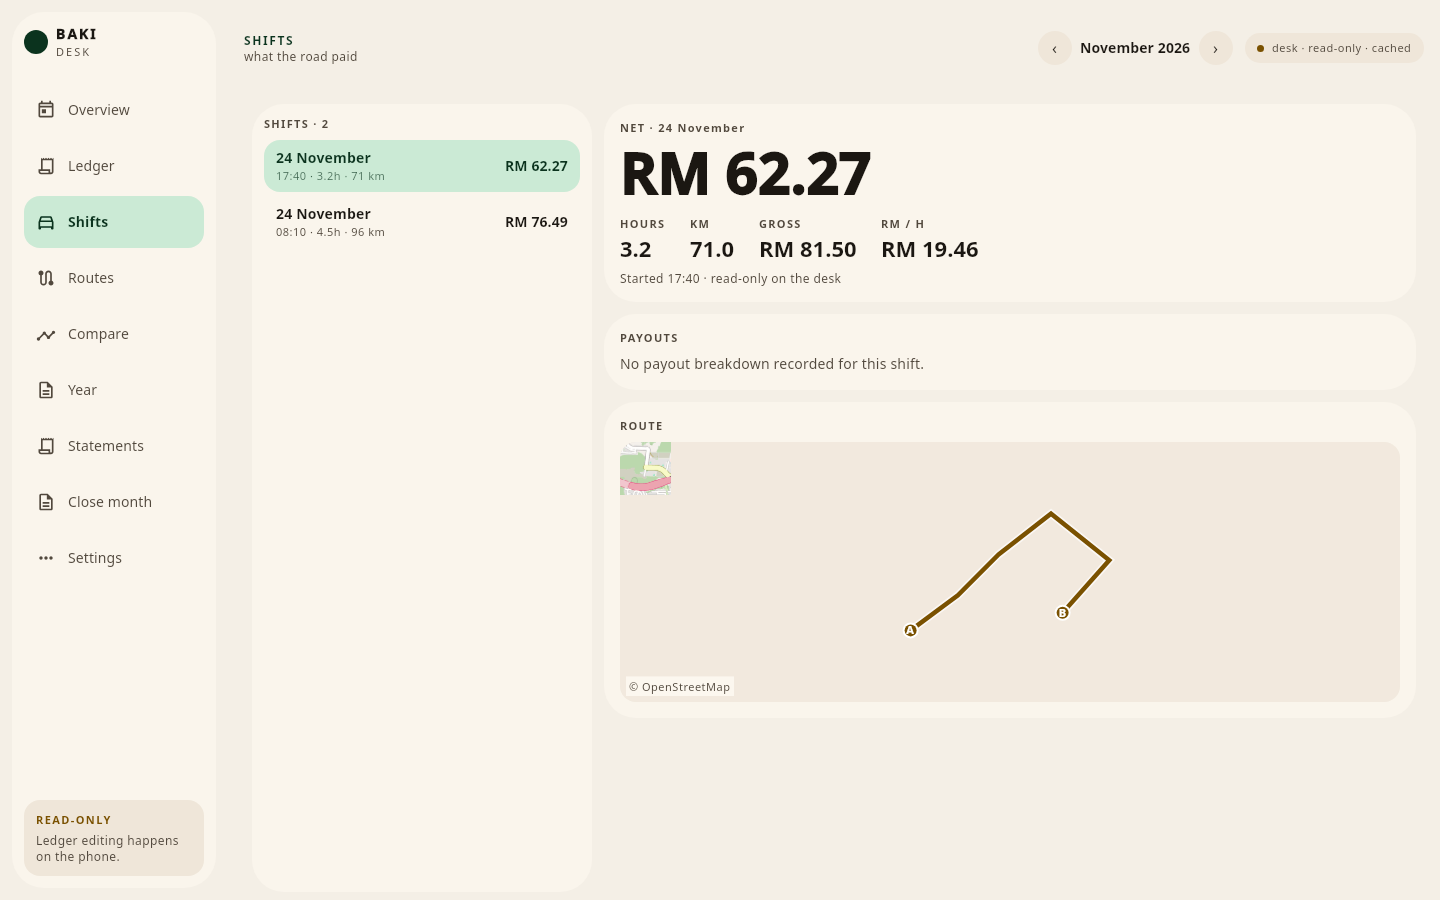 BAKI
DESK
Overview
Ledger
Shifts
Routes
Compare
Year
Statements
Close month
Settings
READ-ONLY
Ledger editing happens
on the phone.
SHIFTS
what the road paid
‹ November 2026 ›
desk · read-only · cached
SHIFTS · 2
24 November
RM 62.27
17:40 · 3.2h · 71 km
24 November
RM 76.49
08:10 · 4.5h · 96 km
NET · 24 November
RM 62.27
HOURS KM GROSS RM / H
3.2 71.0 RM 81.50 RM 19.46
Started 17:40 · read-only on the desk
PAYOUTS
No payout breakdown recorded for this shift.
ROUTE
A
B
© OpenStreetMap